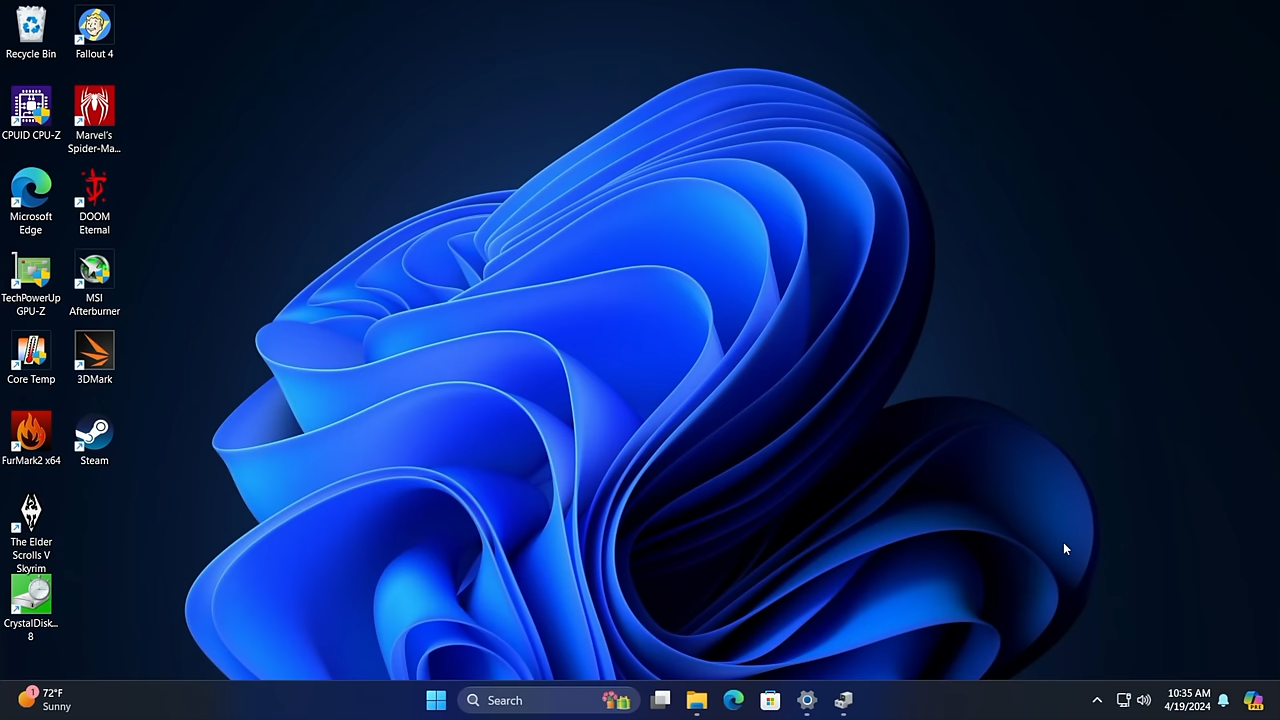 Recycle Bin
Fallout 4
CPUID CPU-Z
Marvel's
Spider-Ma...
Microsoft
Edge
DOOM
Eternal
TechPowerUp
GPU-Z
MSI
Afterburner
Core Temp
3DMark
FurMark2 x64
Steam
The Elder
Scrolls V
Skyrim
CrystalDisk...
8
1
72°F
Sunny
Search
10:35 AM
4/19/2024
PRE